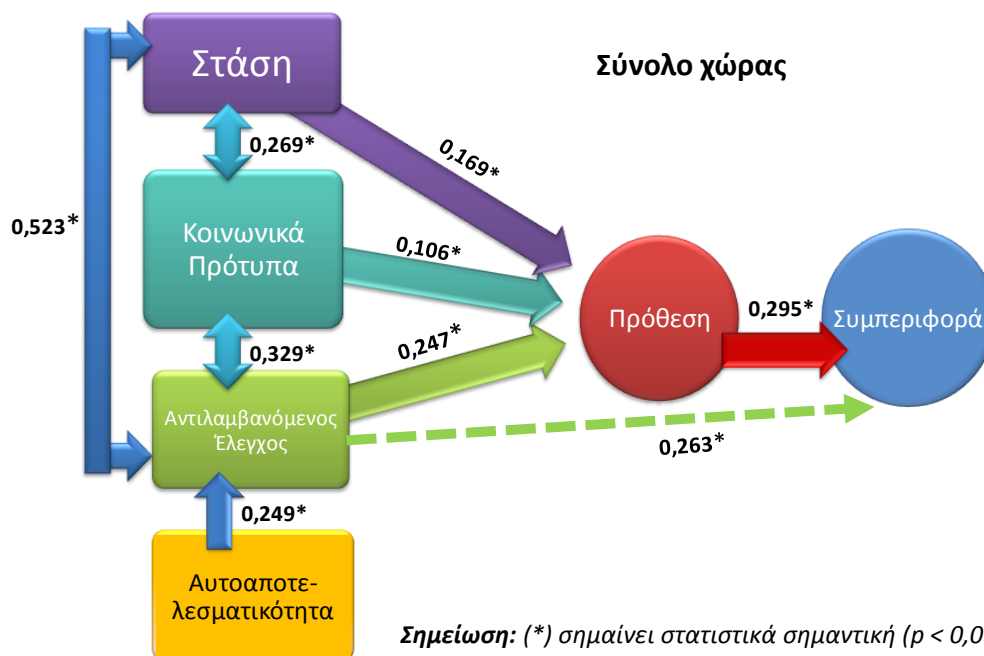 Στάση
Σύνολο χώρας
0,269*
0,169*
0,523*
Κοινωνικά
Πρότυπα
0,106*
Πρόθεση
0,295*
Συμπεριφορά
0,329*
0,247*
Αντιλαμβανόμενος
Έλεγχος
0,263*
0,249*
Αυτοαποτε-
λεσματικότητα
Σημείωση: (*) σημαίνει στατιστικά σημαντική (p < 0,0